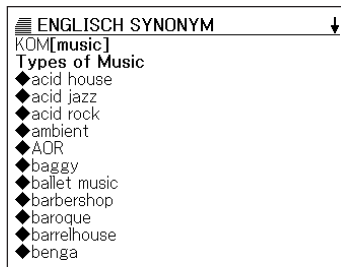 ENGLISCH SYNONYM
KOM[music]
Types of Music
◆acid house
◆acid jazz
◆acid rock
◆ambient
◆AOR
◆baggy
◆ballet music
◆barbershop
◆baroque
◆barrelhouse
◆benga